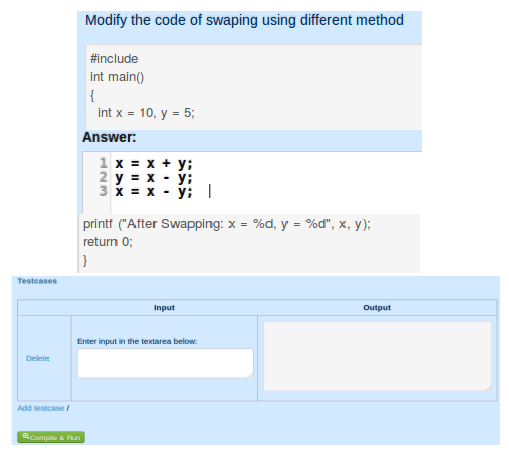 Modify the code of swaping using different method
#include
int main()
{
int x = 10, y = 5;
Answer:
1 x = x + y;
2 y = x - y;
3 x = x - y;
printf ("After Swapping: x = %d, y = %d", x, y);
return 0;
}
Testcases
Input Output
Enter input in the textarea below:
Delete
Add testcase /
Compile & Run